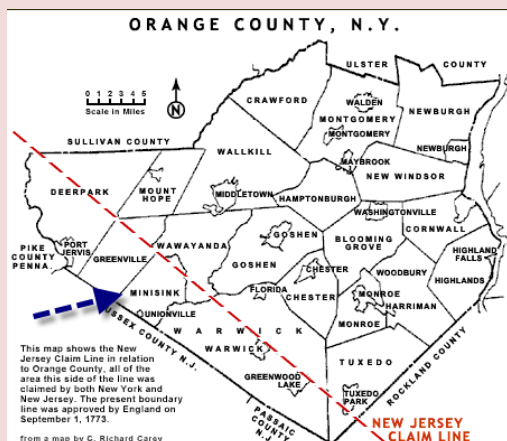 ORANGE COUNTY, N.Y.
ULSTER COUNTY
0 1 2 3 4 5
Scale in Miles
N
CRAWFORD
WALDEN
MONTGOMERY
NEWBURGH
MONTGOMERY
SULLIVAN COUNTY
WALLKILL
NEWBURGH
MAYBROOK
DEERPARK
MOUNT
HOPE
MIDDLETOWN
NEW WINDSOR
HAMPTONBURGH
WASHINGTONVILLE
CORNWALL
PIKE
COUNTY
PENNA.
PORT
JERVIS
GREENVILLE
WAWAYANDA
GOSHEN
BLOOMING
GROVE
HIGHLAND
FALLS
GOSHEN
CHESTER
WOODBURY
HIGHLANDS
MINISINK
FLORIDA
CHESTER
MONROE
HARRIMAN
UNIONVILLE
MONROE
WARWICK
WARWICK
SSEX COUNTY N.J.
TUXEDO
GREENWOOD
LAKE
TUXEDO
PARK
ROCKLAND COUNTY
PASSAIC
COUNTY
N.J.
This map shows the New
Jersey Claim Line in relation
to Orange County, all of the
area this side of the line was
claimed by both New York and
New Jersey. The present boundary
line was approved by England on
September 1, 1773.
from a map by C. Richard Carey
NEW JERSEY
CLAIM LINE